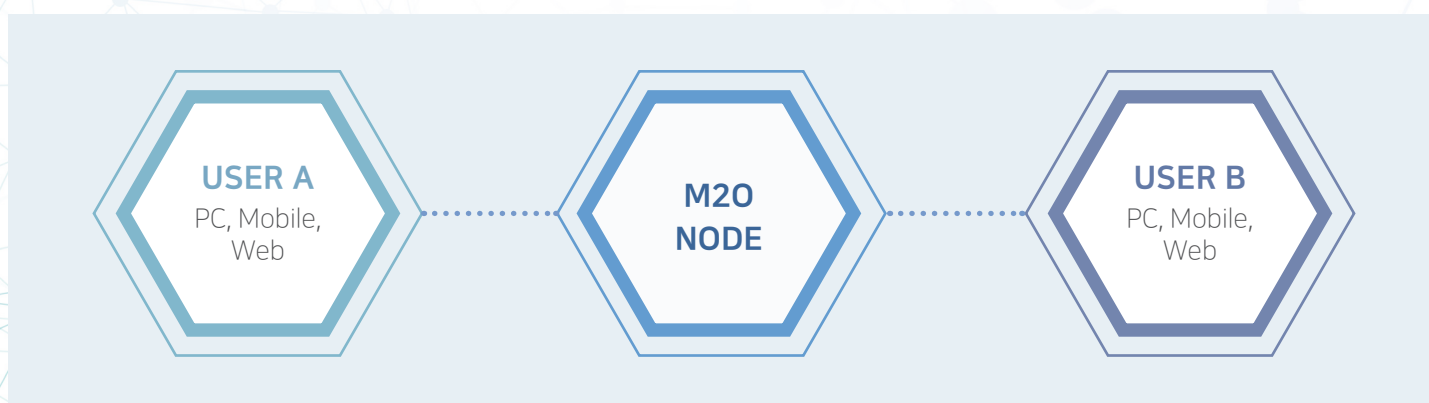 USER A
PC, Mobile,
Web
M2O
NODE
USER B
PC, Mobile,
Web